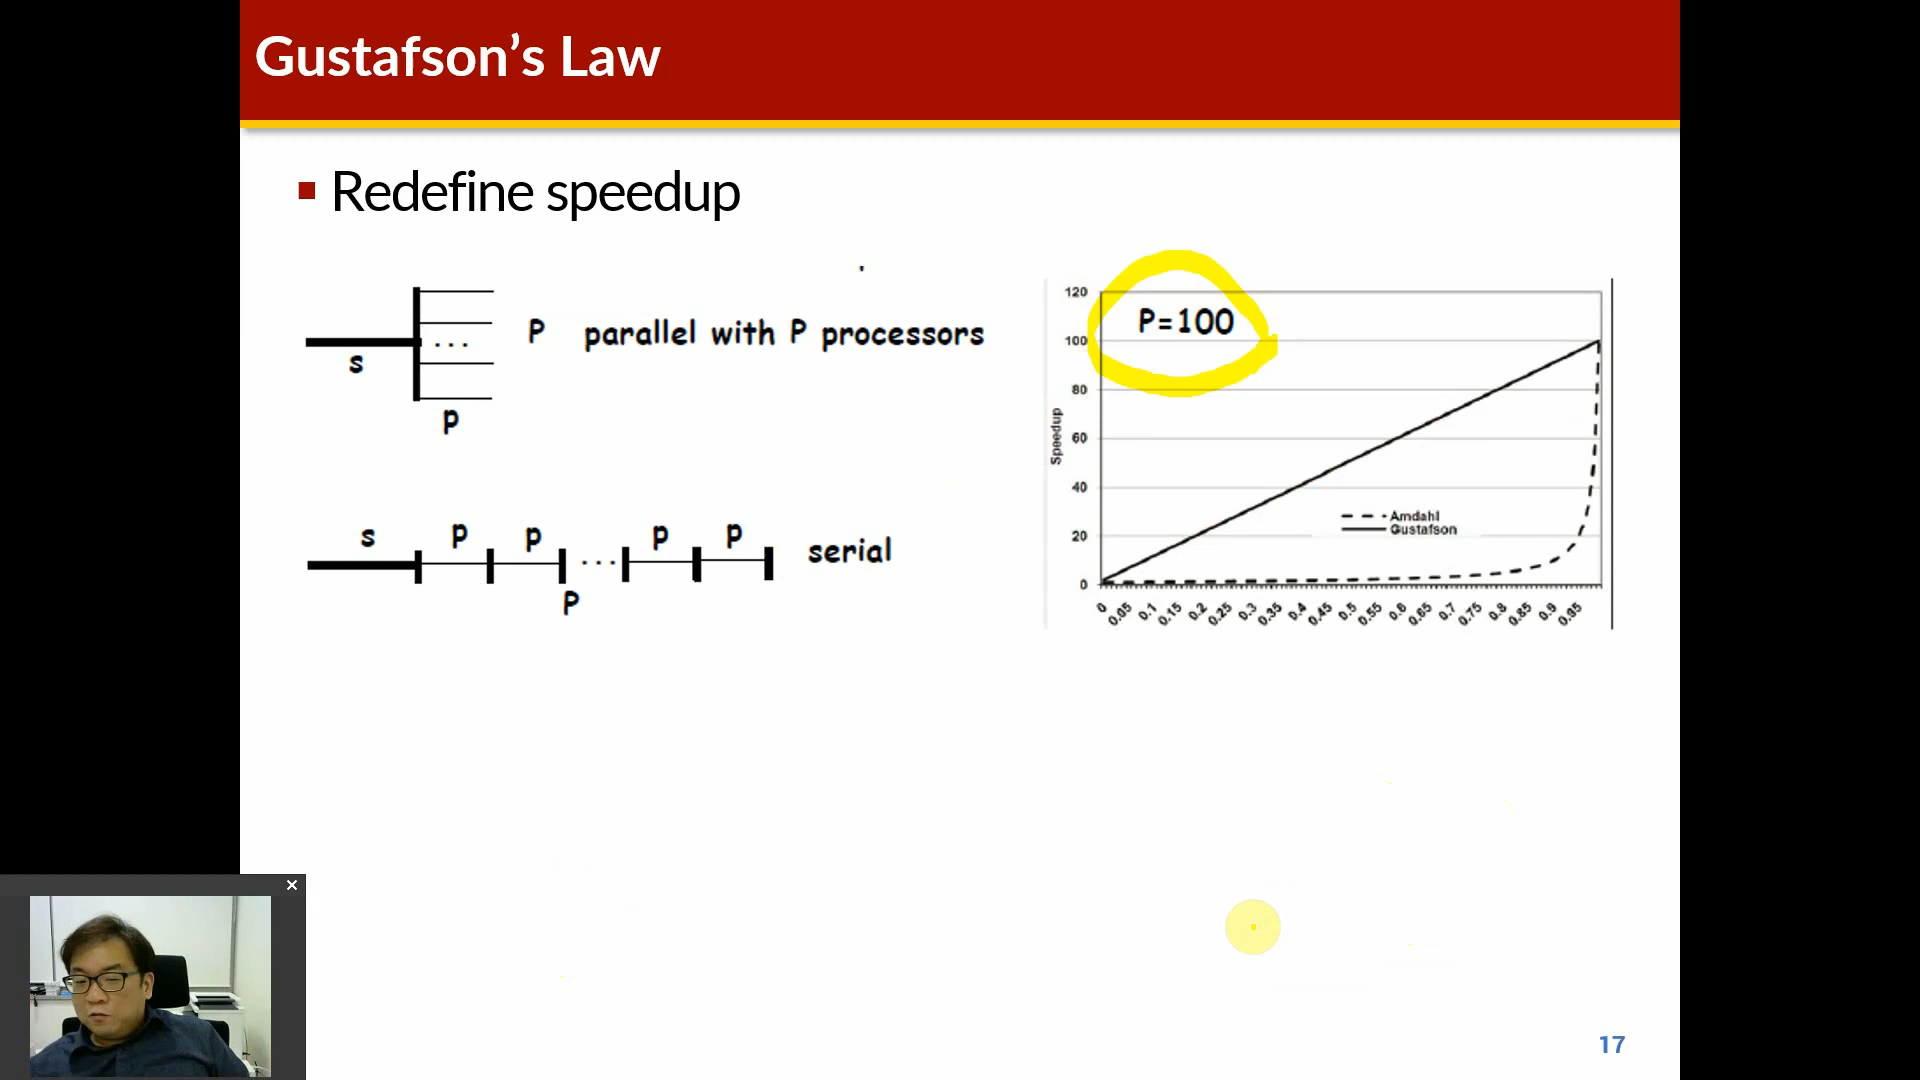 Gustafson's Law
Redefine speedup
s
...
P parallel with P processors
p
s p p ... p p serial
P
P=100
120
100
80
60
40
20
0
Speedup
Amdahl
Gustafson
0 0.05 0.1 0.15 0.2 0.25 0.3 0.35 0.4 0.45 0.5 0.55 0.6 0.65 0.7 0.75 0.8 0.85 0.9 0.95
17